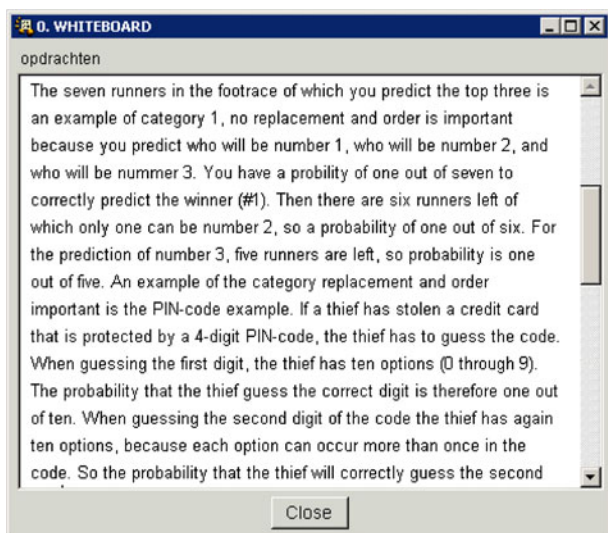 0. WHITEBOARD
opdrachten
The seven runners in the footrace of which you predict the top three is
an example of category 1, no replacement and order is important
because you predict who will be number 1, who will be number 2, and
who will be nummer 3. You have a probility of one out of seven to
correctly predict the winner (#1). Then there are six runners left of
which only one can be number 2, so a probability of one out of six. For
the prediction of number 3, five runners are left, so probability is one
out of five. An example of the category replacement and order
important is the PIN-code example. If a thief has stolen a credit card
that is protected by a 4-digit PIN-code, the thief has to guess the code.
When guessing the first digit, the thief has ten options (0 through 9).
The probability that the thief guess the correct digit is therefore one out
of ten. When guessing the second digit of the code the thief has again
ten options, because each option can occur more than once in the
code. So the probability that the thief will correctly guess the second
Close